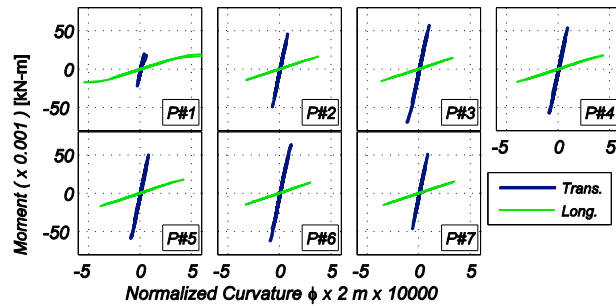 50
0
-50
P#1
P#2
P#3
P#4
-5 0 5
50
0
-50
P#5
P#6
P#7
Trans.
Long.
-5 0 5
-5 0 5
-5 0 5
Moment ( x 0.001) [kN-m]
Normalized Curvature ϕ x 2 m x 10000